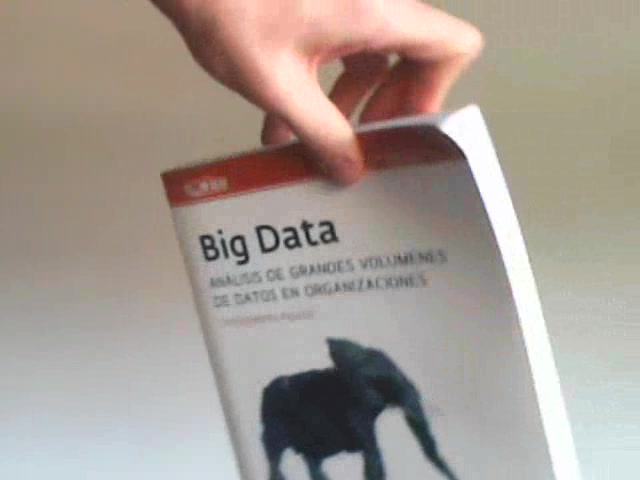 Big Data
ANÁLISIS DE GRANDES VOLÚMENES
DE DATOS EN ORGANIZACIONES